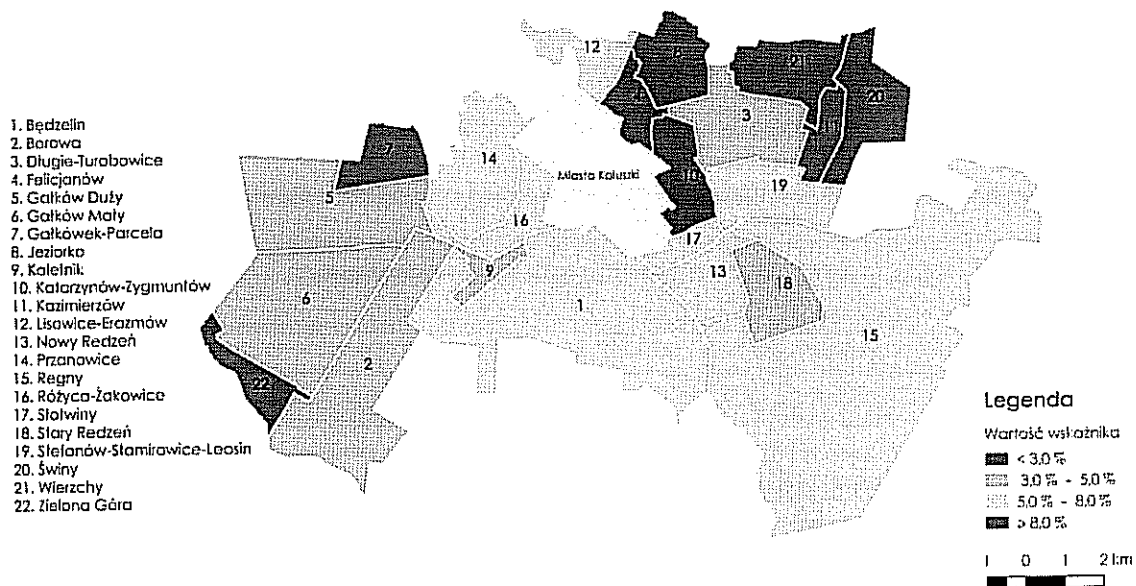 1. Będzelin
2. Borowa
3. Długie-Turobowice
4. Felicjanów
5. Gałków Duży
6. Gałków Mały
7. Gałkówek-Parcela
8. Jeziorko
9. Kaletnik
10. Katarzynów-Zygmuntów
11. Kazimierzów
12. Lisowice-Erazmów
13. Nowy Redzeń
14. Przanowice
15. Regny
16. Różyca-Żakowice
17. Słotwiny
18. Stary Redzeń
19. Stefanów-Stamirowice-Leosin
20. Świny
21. Wierzchy
22. Zielona Góra
12
21
20
3
7
14
Miasto Koluszki
10
19
5
16
17
9
13
18
6
1
15
2
22
Legenda
Wartość wskaźnika
< 3,0 %
3,0 % - 5,0 %
5,0 % - 8,0 %
> 8,0 %
1 0 1 2 km